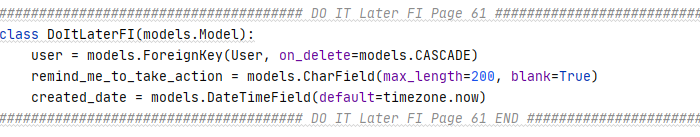 ###################################### DO IT Later FI Page 61 ##########################
class DoItLaterFI(models.Model):
    user = models.ForeignKey(User, on_delete=models.CASCADE)
    remind_me_to_take_action = models.CharField(max_length=200, blank=True)
    created_date = models.DateTimeField(default=timezone.now)
###################################### DO IT Later FI Page 61 END ######################